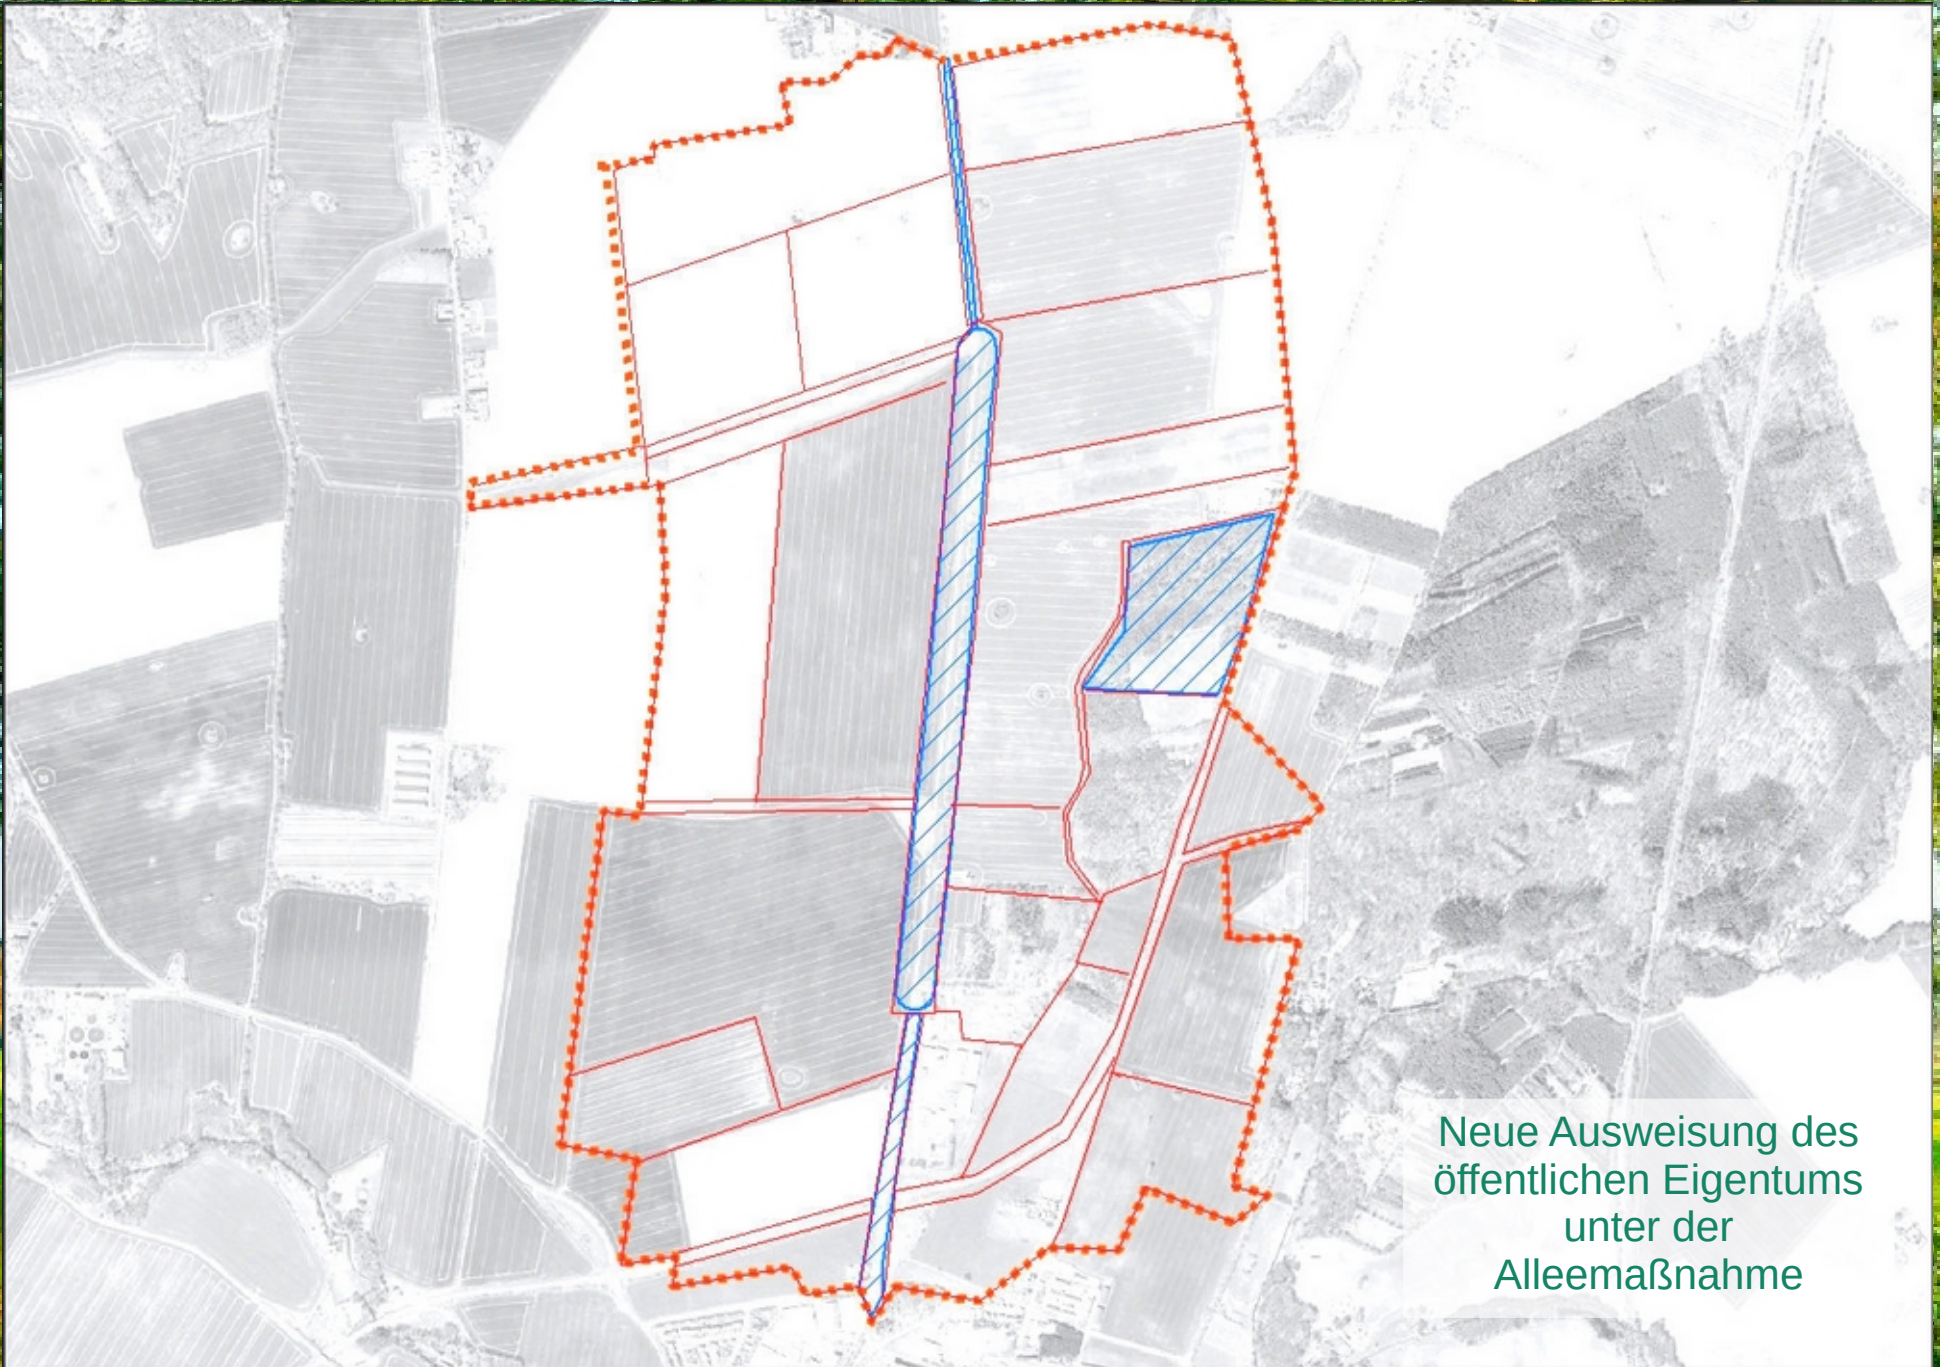 Neue Ausweisung des
öffentlichen Eigentums
unter der
Alleemaßnahme